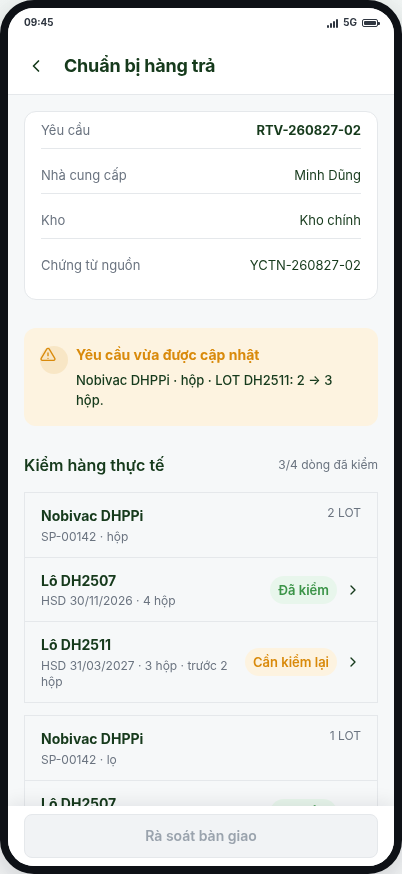 09:45 5G
Chuẩn bị hàng trả
Yêu cầu RTV-260827-02
Nhà cung cấp Minh Dũng
Kho Kho chính
Chứng từ nguồn YCTN-260827-02
Yêu cầu vừa được cập nhật
Nobivac DHPPi · hộp · LOT DH2511: 2 → 3
hộp.
Kiểm hàng thực tế 3/4 dòng đã kiểm
Nobivac DHPPi 2 LOT
SP-00142 · hộp
Lô DH2507 Đã kiểm
HSD 30/11/2026 · 4 hộp
Lô DH2511 Cần kiểm lại
HSD 31/03/2027 · 3 hộp · trước 2
hộp
Nobivac DHPPi 1 LOT
SP-00142 · lọ
Lô DH2507
Rà soát bàn giao